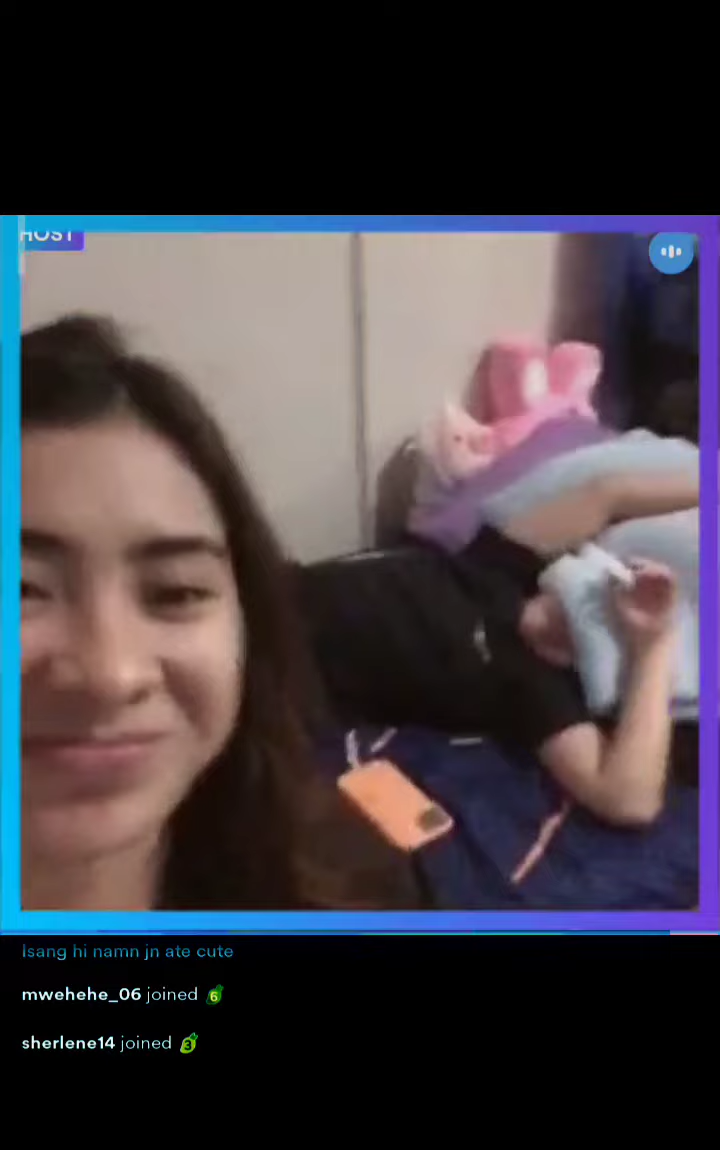 HOST
Isang hi namn jn ate cute
mwehehe_06 joined 6
sherlene14 joined 3